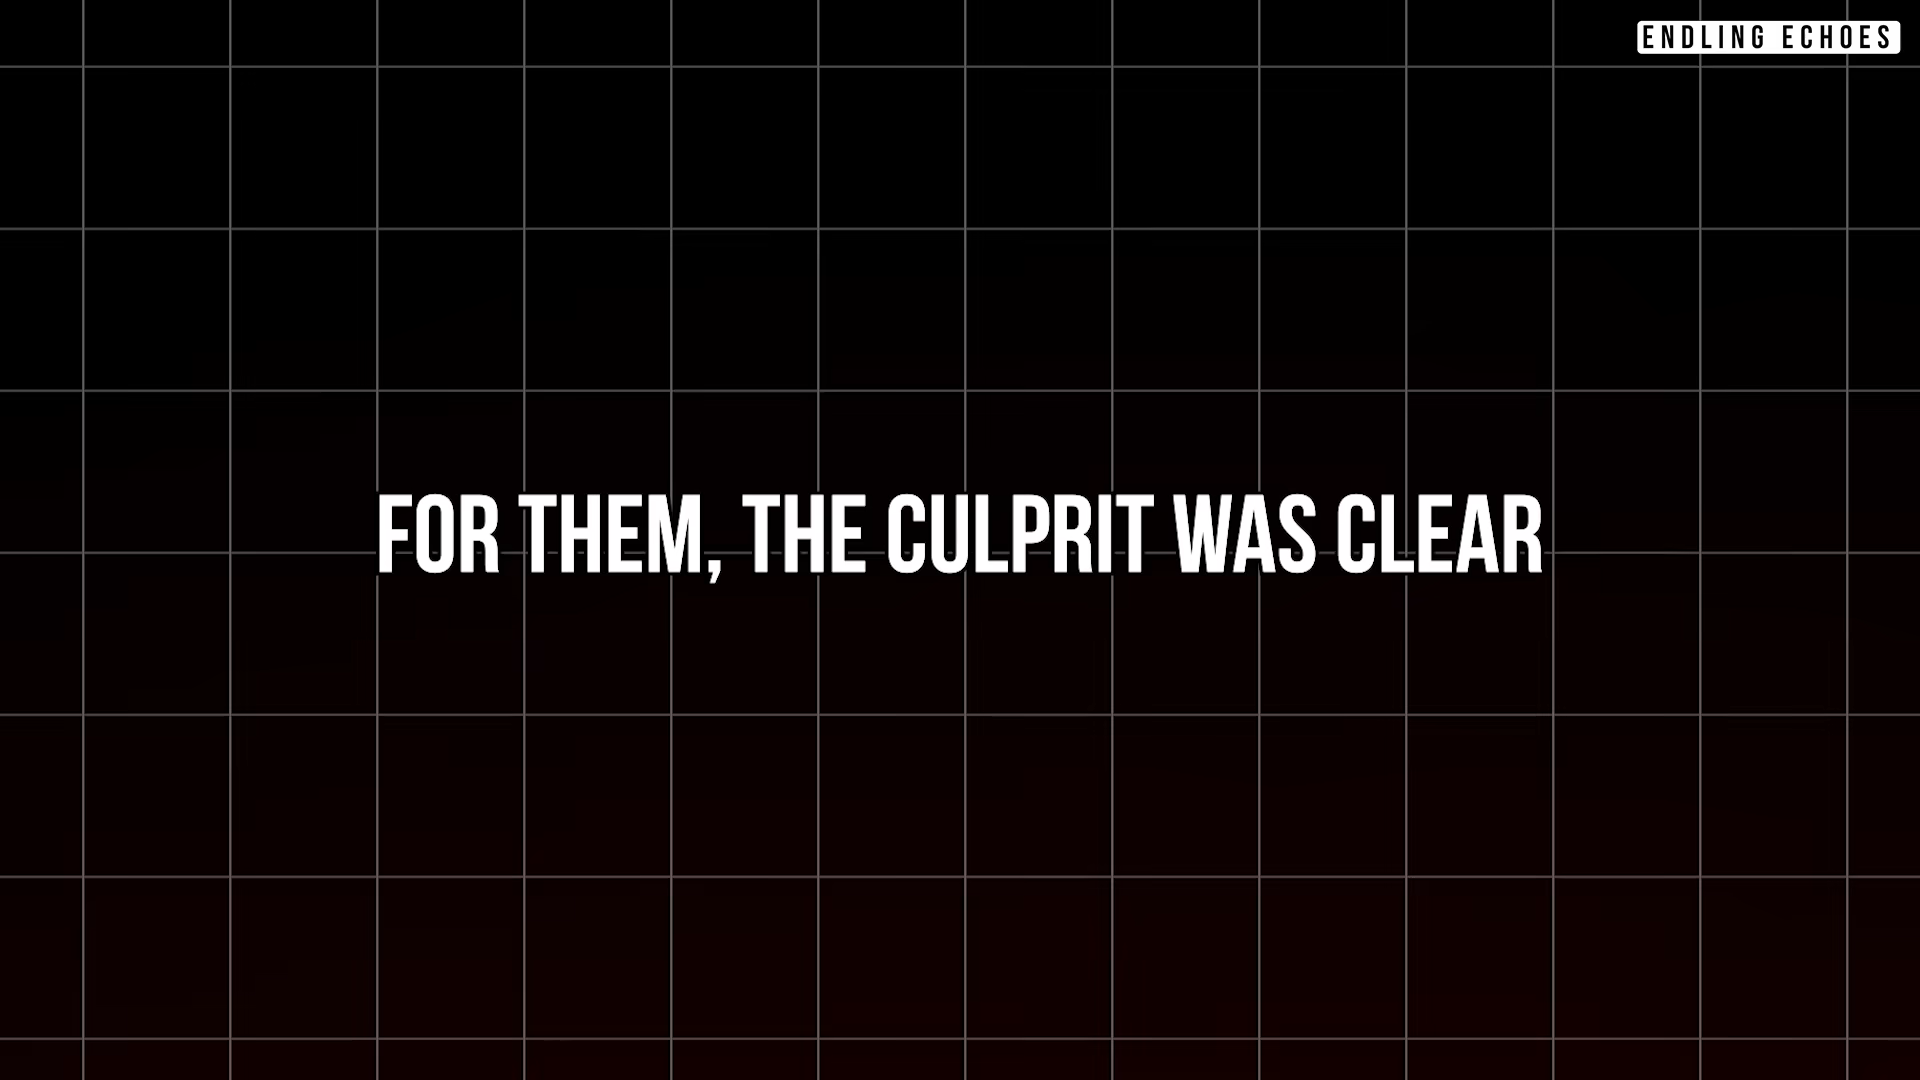 ENDLING ECHOES
FOR THEM, THE CULPRIT WAS CLEAR